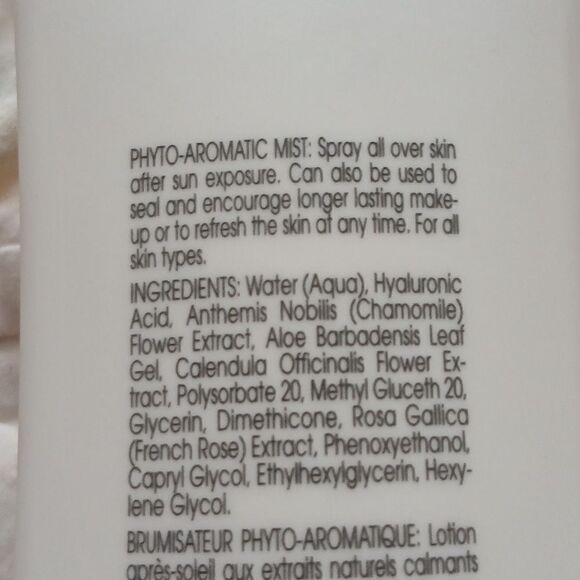 PHYTO-AROMATIC MIST: Spray all over skin
after sun exposure. Can also be used to
seal and encourage longer lasting make-
up or to refresh the skin at any time. For all
skin types.
INGREDIENTS: Water (Aqua), Hyaluronic
Acid, Anthemis Nobilis (Chamomile)
Flower Extract, Aloe Barbadensis Leaf
Gel, Calendula Officinalis Flower Ex-
tract, Polysorbate 20, Methyl Gluceth 20,
Glycerin, Dimethicone, Rosa Gallica
(French Rose) Extract, Phenoxyethanol,
Capryl Glycol, Ethylhexylglycerin, Hexy-
lene Glycol.
BRUMISATEUR PHYTO-AROMATIQUE: Lotion
après-soleil aux extraits naturels calmants